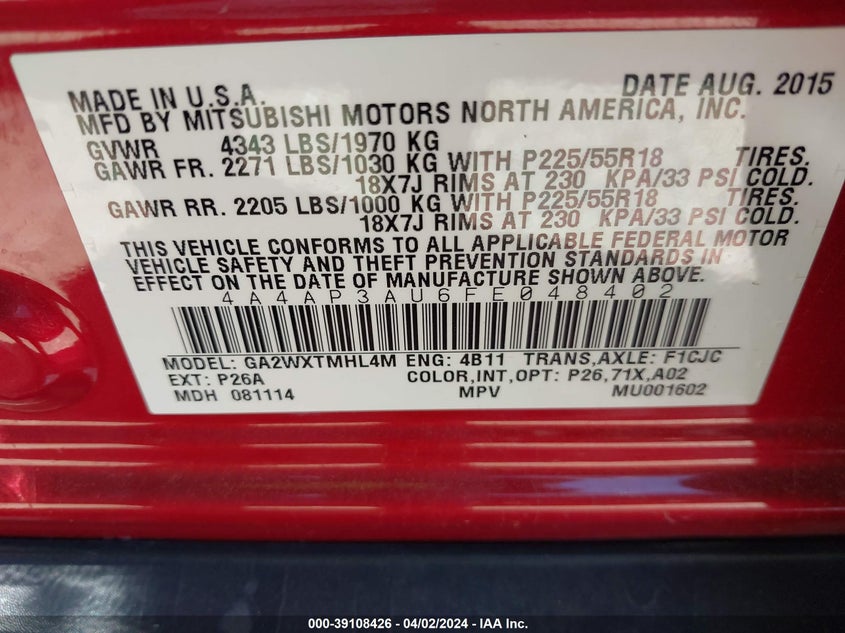 MADE IN U.S.A. DATE AUG. 2015
MFD BY MITSUBISHI MOTORS NORTH AMERICA, INC.
GVWR 4343 LBS/1970 KG
GAWR FR. 2271 LBS/1030 KG WITH P225/55R18 TIRES.
18X7J RIMS AT 230 KPA/33 PSI COLD.
GAWR RR. 2205 LBS/1000 KG WITH P225/55R18 TIRES.
18X7J RIMS AT 230 KPA/33 PSI COLD.
THIS VEHICLE CONFORMS TO ALL APPLICABLE FEDERAL MOTOR
VEHICLE SAFETY AND THEFT PREVENTION STANDARDS IN
EFFECT ON THE DATE OF MANUFACTURE SHOWN ABOVE.
4A4AP3AU6FE048402
MODEL: GA2WXTMHL4M ENG: 4B11 TRANS,AXLE: F1CJC
EXT: P26A COLOR,INT,OPT: P26,71X,A02
MDH 081114 MPV MU001602
000-39108426 - 04/02/2024 - IAA Inc.